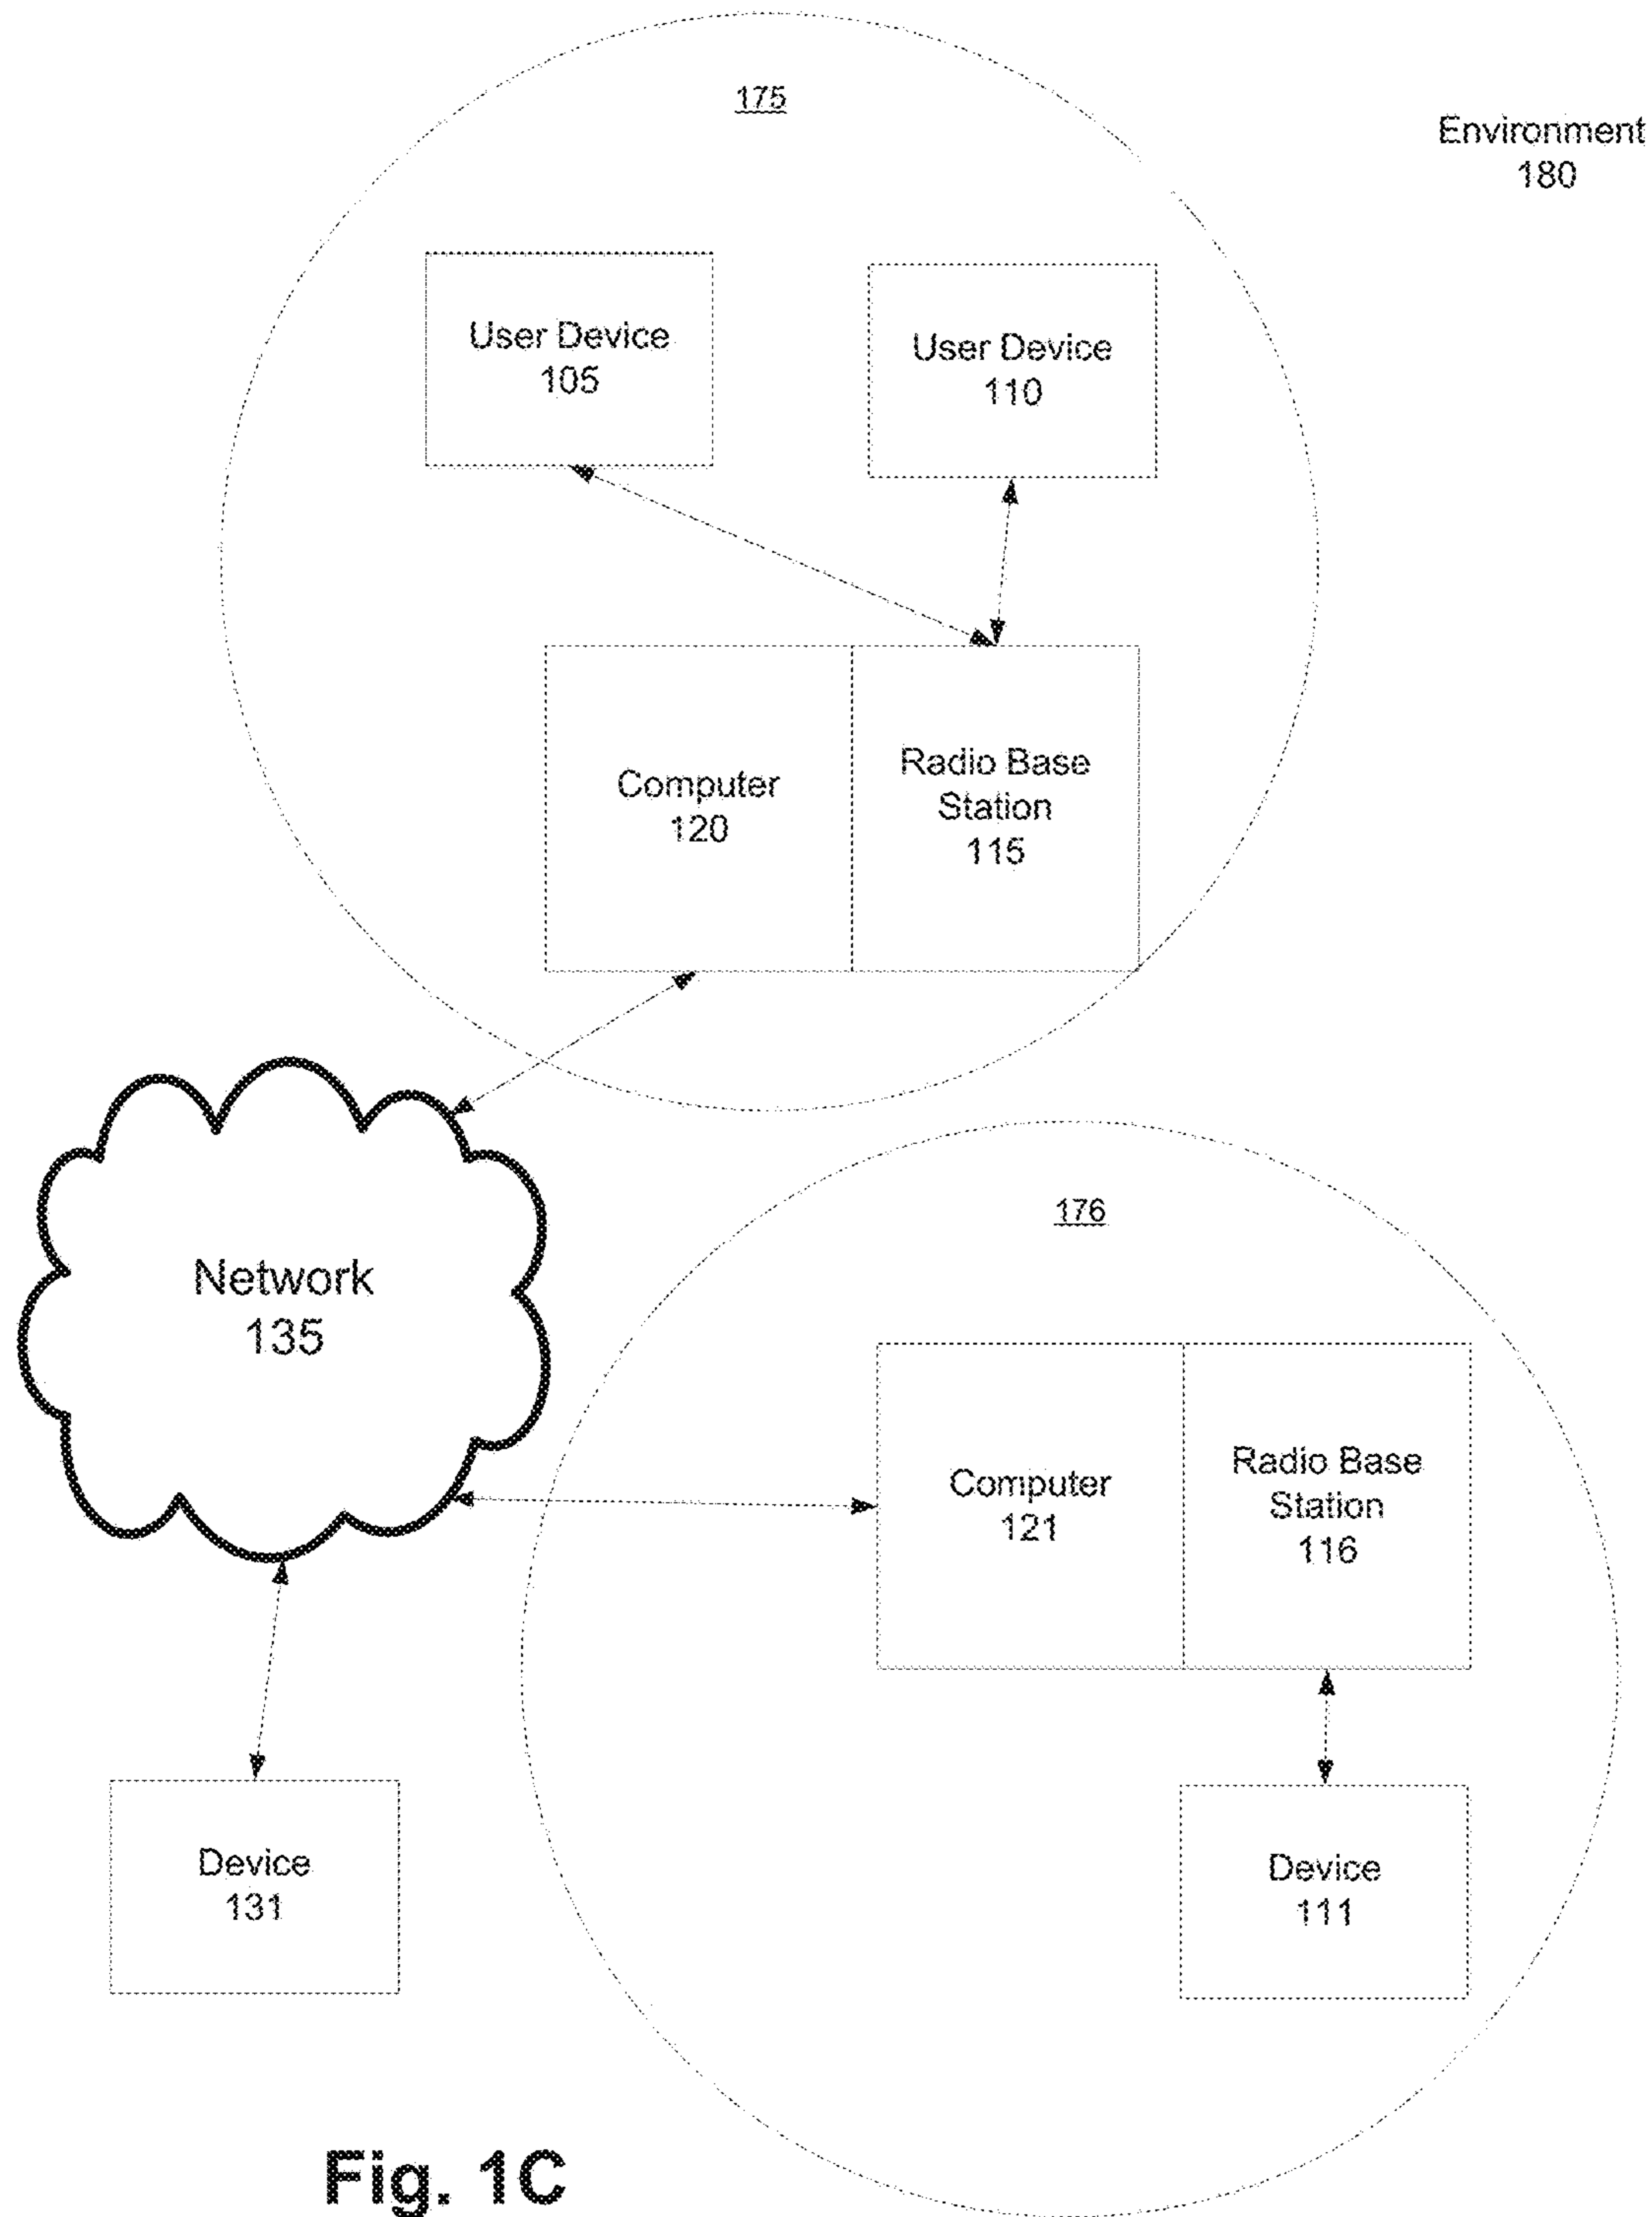 175
Environment
180
User Device
105
User Device
110
Computer
120
Radio Base
Station
115
Network
135
176
Computer
121
Radio Base
Station
116
Device
131
Device
111
Fig. 1C